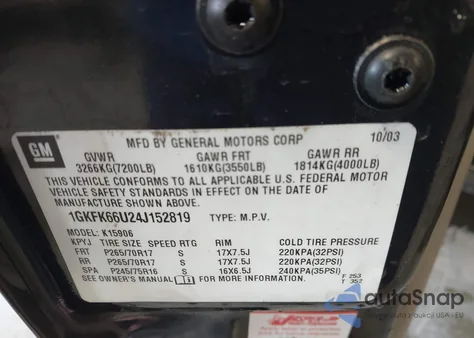 GM
MFD BY GENERAL MOTORS CORP 10/03
GVWR GAWR FRT GAWR RR
3266KG(7200LB) 1610KG(3550LB) 1814KG(4000LB)
THIS VEHICLE CONFORMS TO ALL APPLICABLE U.S. FEDERAL MOTOR
VEHICLE SAFETY STANDARDS IN EFFECT ON THE DATE OF
MANUFACTURE SHOWN ABOVE.
1GKFK66U24J152819 TYPE: M.P.V.
MODEL: K15906
KPYJ TIRE SIZE SPEED RTG RIM COLD TIRE PRESSURE
FRT P265/70R17 S 17X7.5J 220KPA(32PSI)
RR P265/70R17 S 17X7.5J 220KPA(32PSI)
SPA P245/75R16 S 16X6.5J 240KPA(35PSI)
SEE OWNER'S MANUAL FOR MORE INFORMATION
F 253
T 352
autoSnap